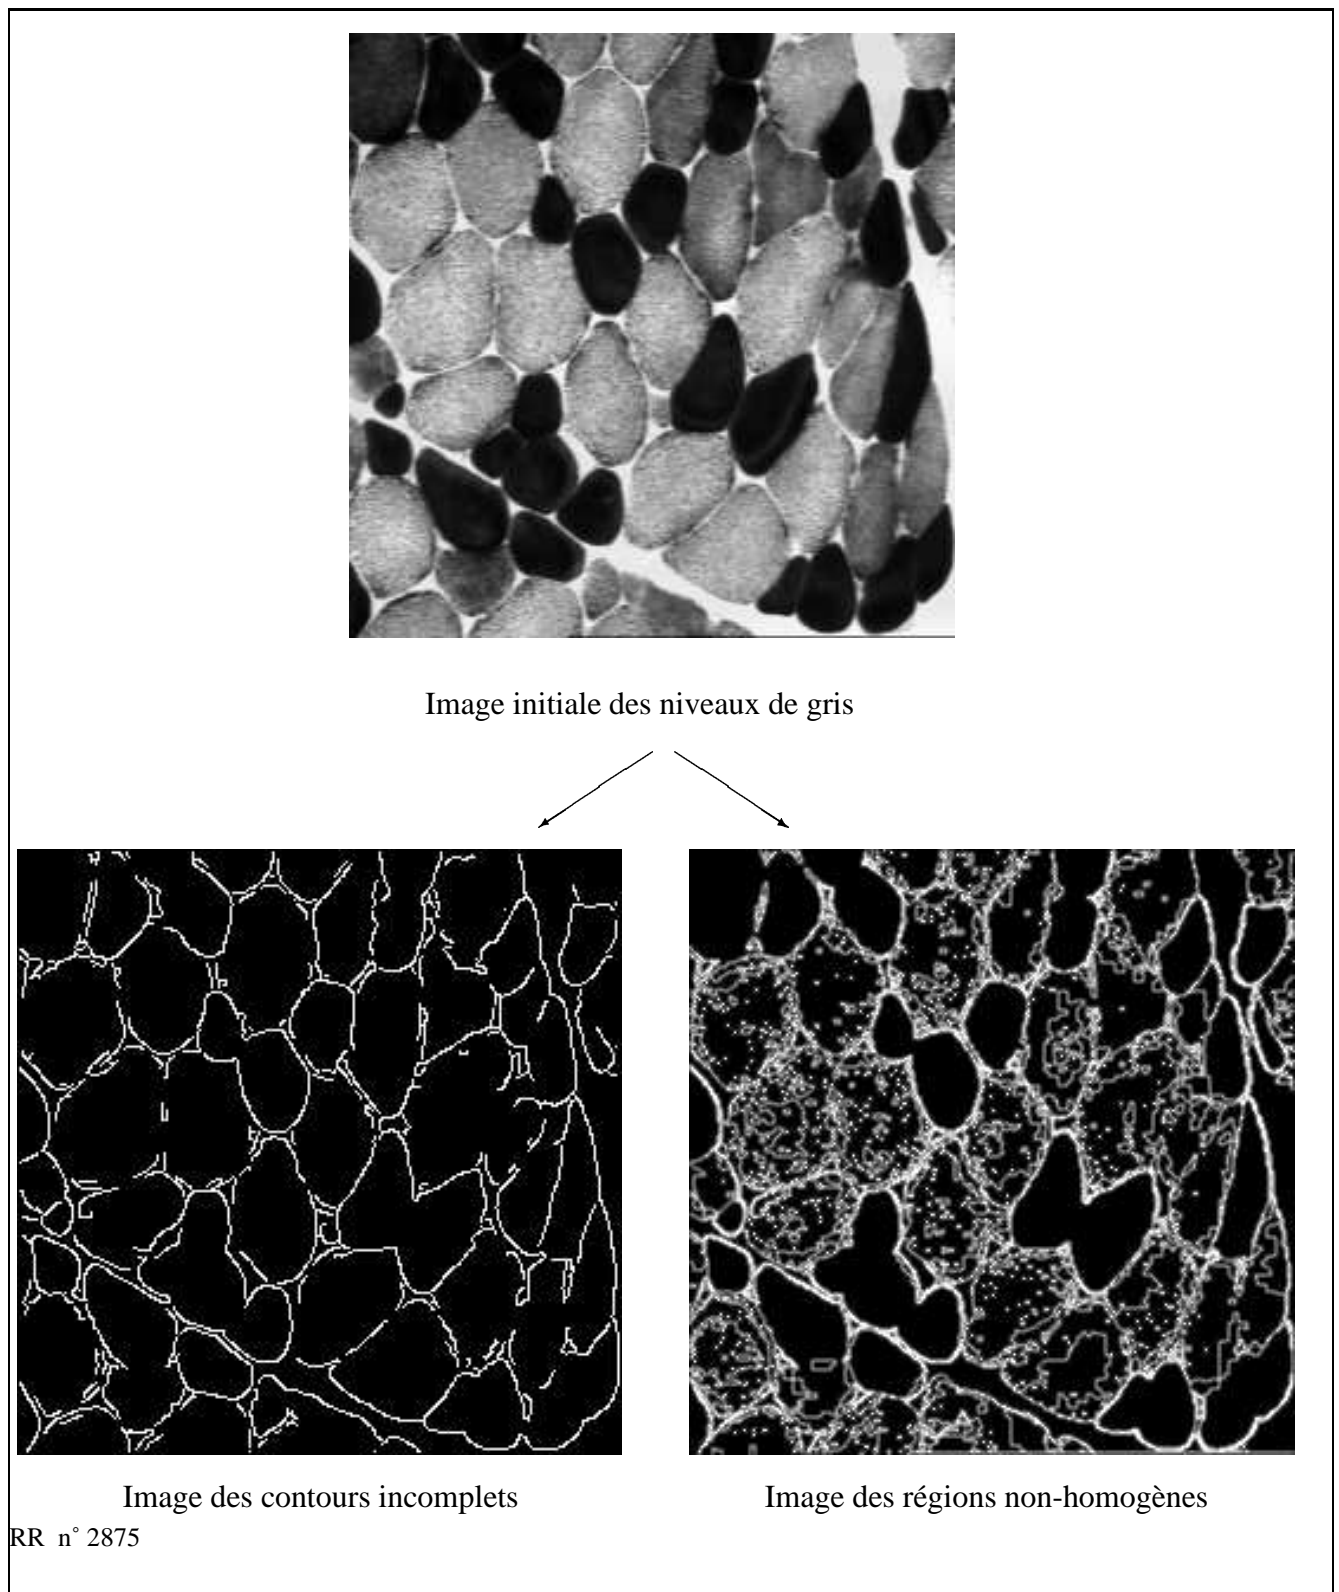 Image initiale des niveaux de gris
Image des contours incomplets
Image des régions non-homogènes
RR n° 2875